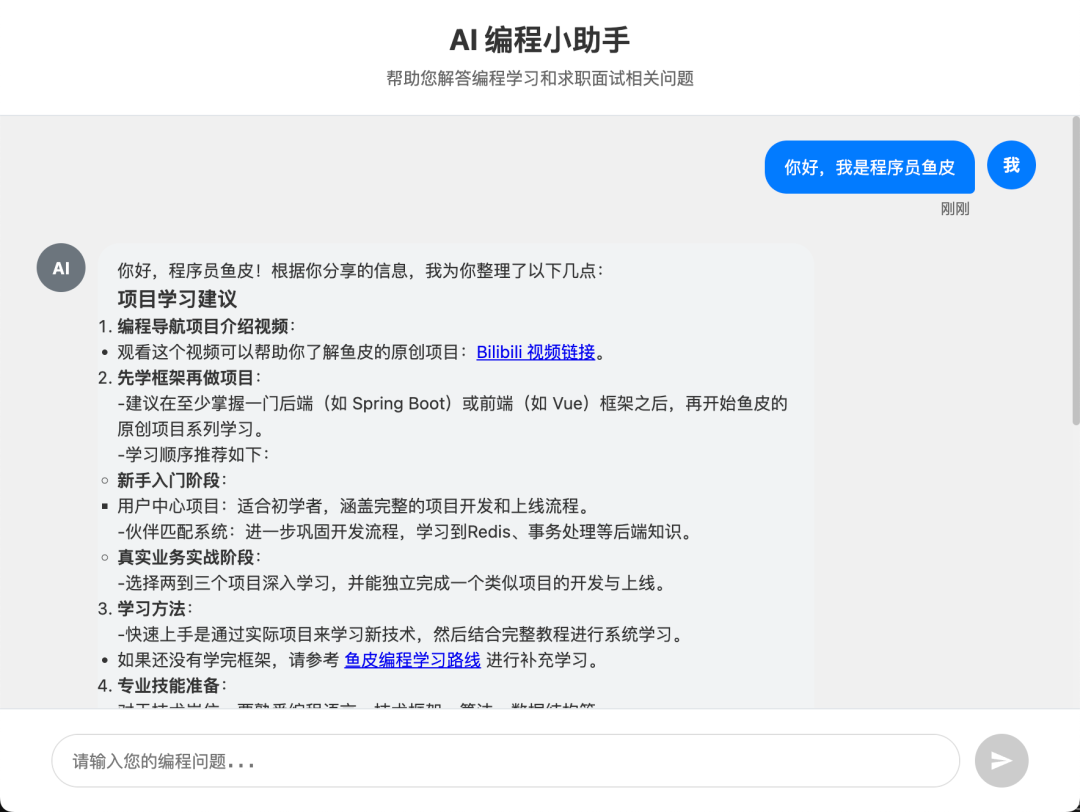 AI 编程小助手
帮助您解答编程学习和求职面试相关问题
你好，我是程序员鱼皮
我
刚刚
AI
你好，程序员鱼皮！根据你分享的信息，我为你整理了以下几点：
项目学习建议
1. 编程导航项目介绍视频：
• 观看这个视频可以帮助你了解鱼皮的原创项目：Bilibili 视频链接。
2. 先学框架再做项目：
-建议在至少掌握一门后端（如 Spring Boot）或前端（如 Vue）框架之后，再开始鱼皮的
原创项目系列学习。
-学习顺序推荐如下：
○ 新手入门阶段：
▪ 用户中心项目：适合初学者，涵盖完整的项目开发和上线流程。
-伙伴匹配系统：进一步巩固开发流程，学习到Redis、事务处理等后端知识。
○ 真实业务实战阶段：
-选择两到三个项目深入学习，并能独立完成一个类似项目的开发与上线。
3. 学习方法：
-快速上手是通过实际项目来学习新技术，然后结合完整教程进行系统学习。
• 如果还没有学完框架，请参考 鱼皮编程学习路线 进行补充学习。
4. 专业技能准备：
请输入您的编程问题...